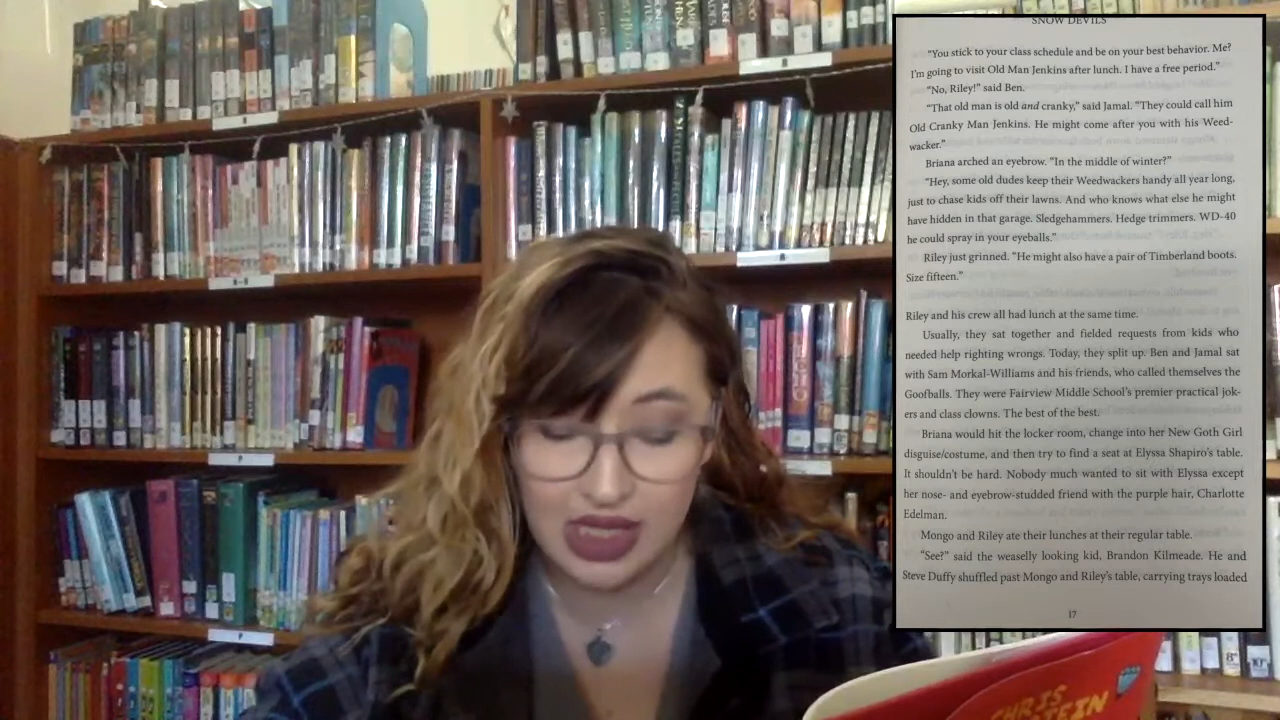 SNOW DEVILS
“You stick to your class schedule and be on your best behavior. Me?
I’m going to visit Old Man Jenkins after lunch. I have a free period.”
“No, Riley!” said Ben.
“That old man is old and cranky,” said Jamal. “They could call him
Old Cranky Man Jenkins. He might come after you with his Weed-
wacker.”
Briana arched an eyebrow. “In the middle of winter?”
“Hey, some old dudes keep their Weedwackers handy all year long,
just to chase kids off their lawns. And who knows what else he might
have hidden in that garage. Sledgehammers. Hedge trimmers. WD-40
he could spray in your eyeballs.”
Riley just grinned. “He might also have a pair of Timberland boots.
Size fifteen.”
Riley and his crew all had lunch at the same time.
Usually, they sat together and fielded requests from kids who
needed help righting wrongs. Today, they split up. Ben and Jamal sat
with Sam Morkal-Williams and his friends, who called themselves the
Goofballs. They were Fairview Middle School’s premier practical jok-
ers and class clowns. The best of the best.
Briana would hit the locker room, change into her New Goth Girl
disguise/costume, and then try to find a seat at Elyssa Shapiro’s table.
It shouldn’t be hard. Nobody much wanted to sit with Elyssa except
her nose- and eyebrow-studded friend with the purple hair, Charlotte
Edelman.
Mongo and Riley ate their lunches at their regular table.
“See?” said the weaselly looking kid, Brandon Kilmeade. He and
Steve Duffy shuffled past Mongo and Riley’s table, carrying trays loaded
17
CHRIS